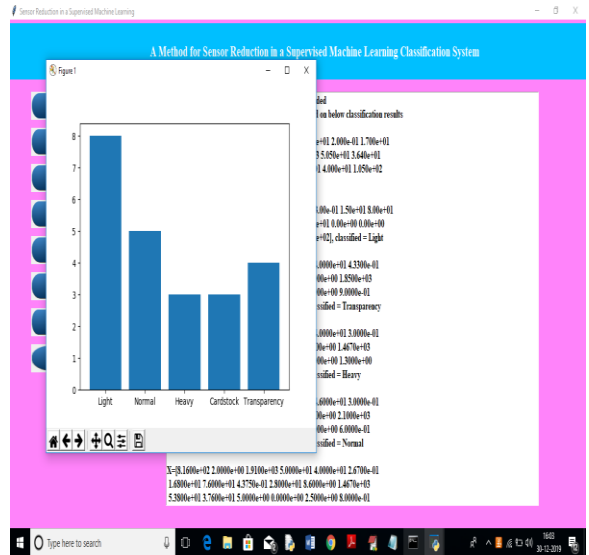 Sensor Reduction in a Supervised Machine Learning
A Method for Sensor Reduction in a Supervised Machine Learning Classification System
Figure 1
8
7
6
5
4
3
2
1
0
Light Normal Heavy Cardstock Transparency
ded
on below classification results
e+01 2.000e-01 1.700e+01
3 5.050e+01 3.640e+01
01 4.000e+01 1.050e+02
.00e-01 1.50e+01 8.00e+01
e+01 0.00e+00 0.00e+00
e+02], classified = Light
.0000e+01 4.3300e-01
00e+00 1.8500e+03
00e+00 9.0000e-01
ssified = Transparency
.0000e+01 3.0000e-01
00e+00 1.4670e+03
00e+00 1.3000e+00
ssified = Heavy
.6000e+01 3.0000e-01
00e+00 2.1000e+03
00e+00 6.0000e-01
ssified = Normal
X=[8.1600e+02 2.0000e+00 1.9100e+03 5.0000e+01 4.0000e+01 2.6700e-01
1.6800e+01 7.6000e+01 4.3750e-01 2.8000e+01 8.6000e+00 1.4670e+03
5.3800e+01 3.7600e+01 5.0000e+00 0.0000e+00 2.5000e+00 8.0000e-01
Type here to search
16:03
30-12-2019